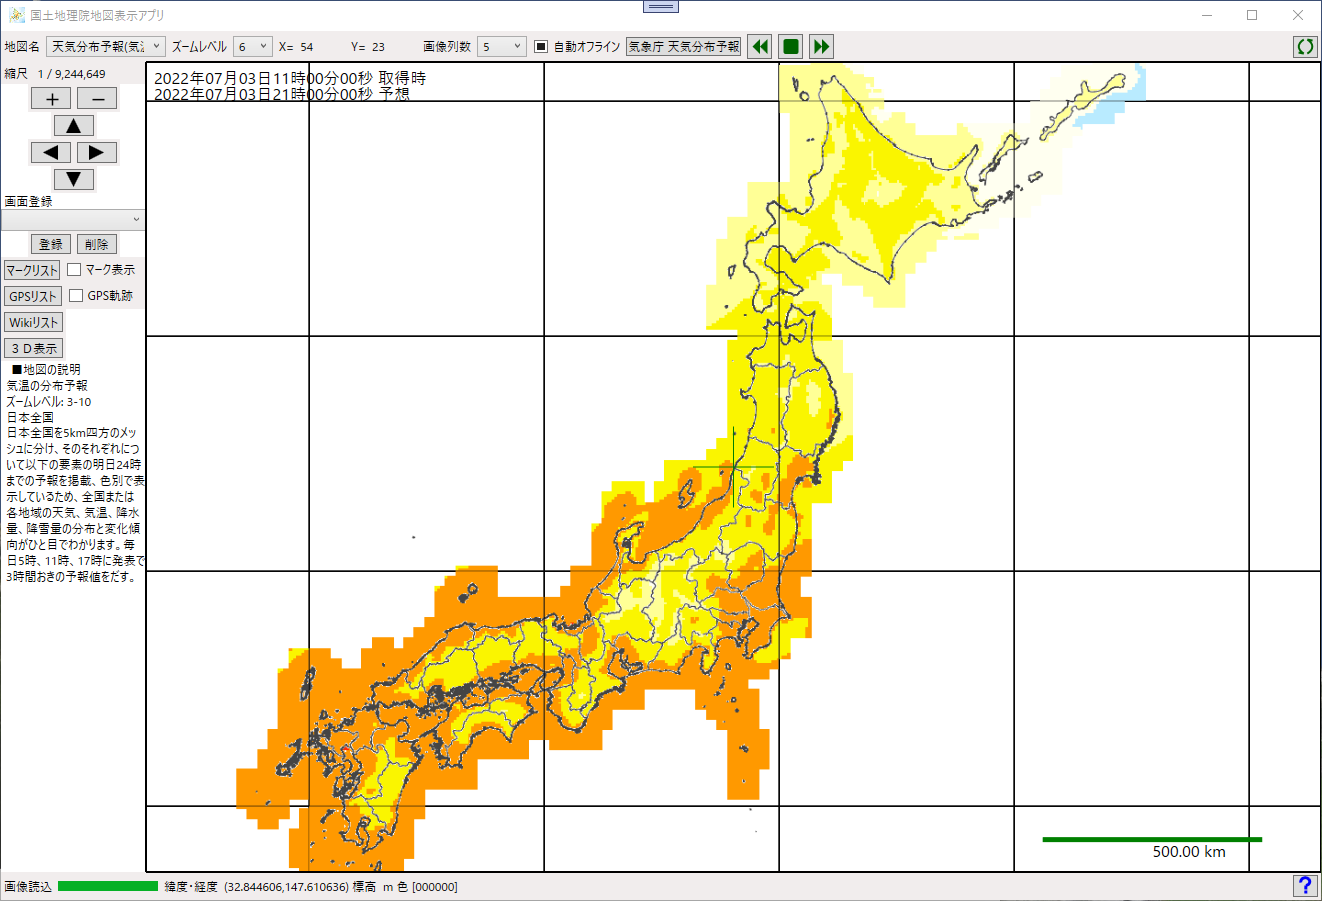 国土地理院地図表示アプリ
地図名 天気分布予報(気温 ズームレベル 6 X= 54 Y= 23 画像列数 5 自動オフライン 気象庁 天気分布予報
縮尺 1 / 9,244,649
2022年07月03日11時00分00秒 取得時
2022年07月03日21時00分00秒 予想
画面登録
登録 削除
マークリスト マーク表示
GPSリスト GPS軌跡
Wikiリスト
3D表示
■地図の説明
気温の分布予報
ズームレベル: 3-10
日本全国
日本全国を5km四方のメッ
シュに分け、そのそれぞれにつ
いて以下の要素の明日24時
までの予報を掲載、色別で表
示しているため、全国または
各地域の天気、気温、降水
量、降雪量の分布と変化傾
向がひと目でわかります。毎
日5時、11時、17時に発表で
3時間おきの予報値をだす。
500.00 km
画像読込 緯度・経度 (32.844606,147.610636) 標高 m 色 [000000]
?